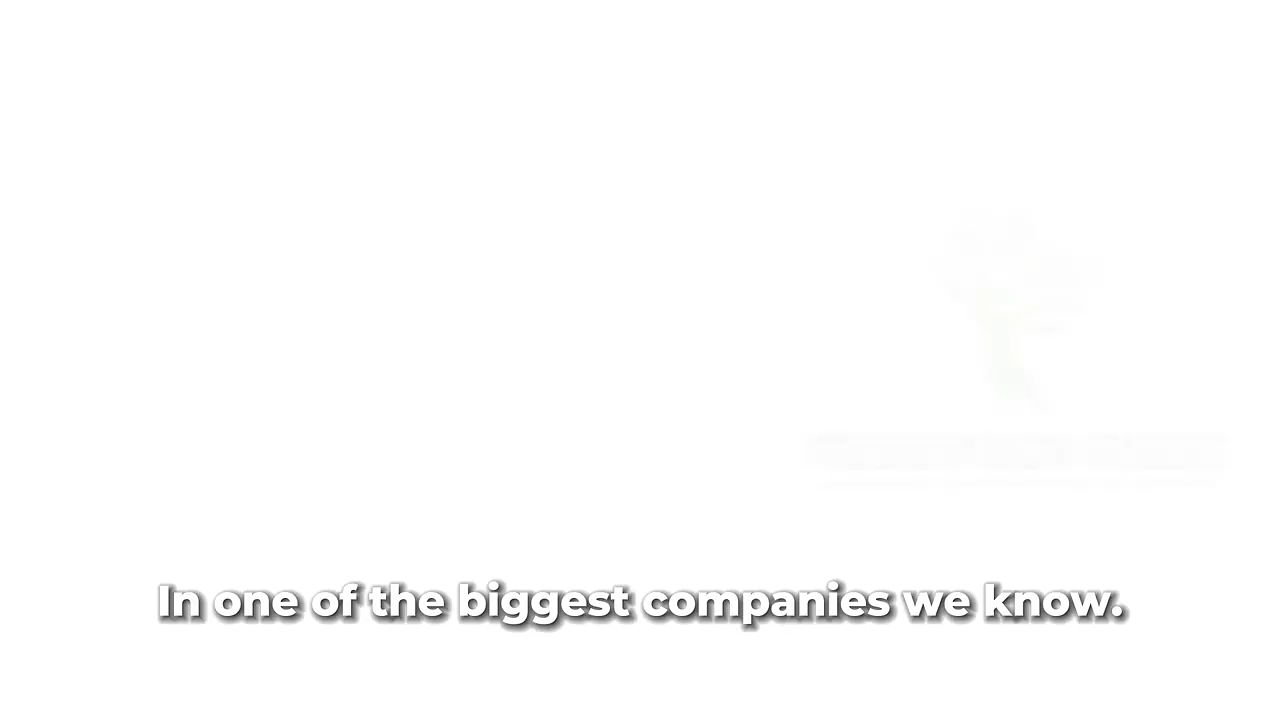 In one of the biggest companies we know.